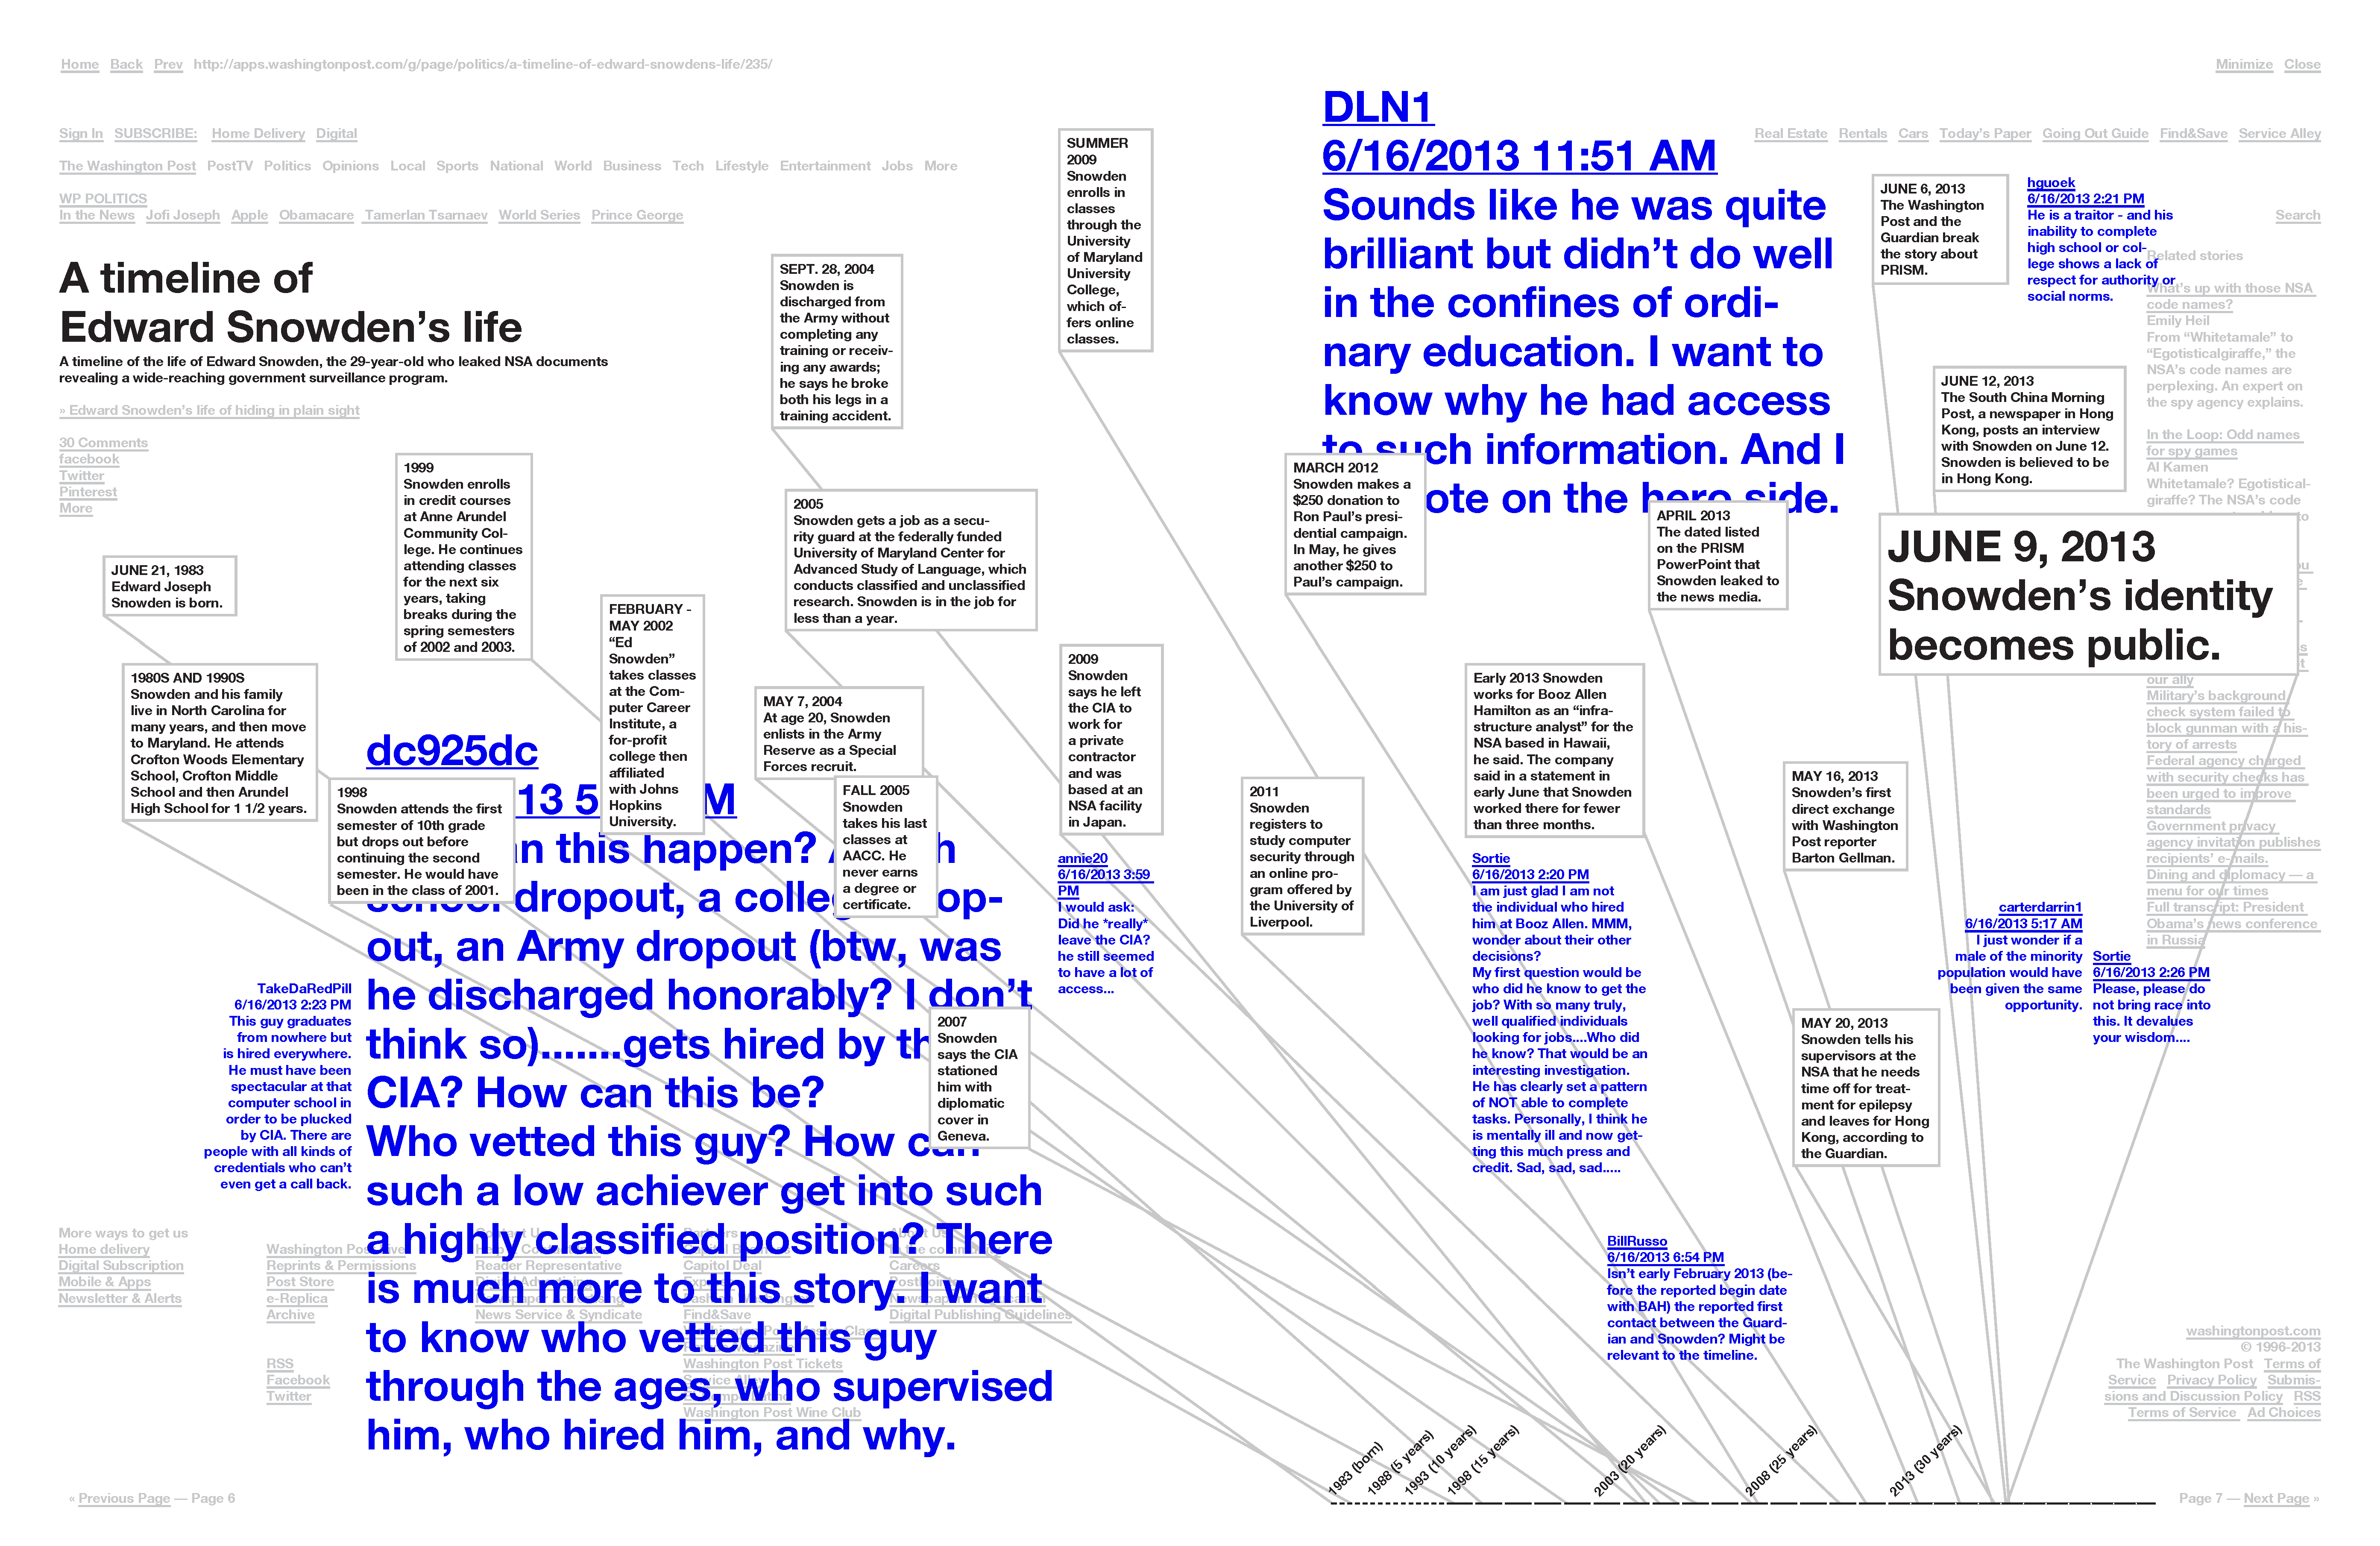 Home Back Prev http://apps.washingtonpost.com/g/page/politics/a-timeline-of-edward-snowdens-life/235/
Minimize Close
Sign In SUBSCRIBE: Home Delivery Digital
Real Estate Rentals Cars Today's Paper Going Out Guide Find&Save Service Alley
The Washington Post PostTV Politics Opinions Local Sports National World Business Tech Lifestyle Entertainment Jobs More
WP POLITICS
In the News Jofi Joseph Apple Obamacare Tamerlan Tsarnaev World Series Prince George
Search
A timeline of
Edward Snowden's life
A timeline of the life of Edward Snowden, the 29-year-old who leaked NSA documents
revealing a wide-reaching government surveillance program.
» Edward Snowden's life of hiding in plain sight
30 Comments
facebook
Twitter
Pinterest
More
JUNE 21, 1983
Edward Joseph
Snowden is born.
1980S AND 1990S
Snowden and his family
live in North Carolina for
many years, and then move
to Maryland. He attends
Crofton Woods Elementary
School, Crofton Middle
School and then Arundel
High School for 1 1/2 years.
1998
Snowden attends the first
semester of 10th grade
but drops out before
continuing the second
semester. He would have
been in the class of 2001.
1999
Snowden enrolls
in credit courses
at Anne Arundel
Community Col-
lege. He continues
attending classes
for the next six
years, taking
breaks during the
spring semesters
of 2002 and 2003.
FEBRUARY -
MAY 2002
“Ed
Snowden”
takes classes
at the Com-
puter Career
Institute, a
for-profit
college then
affiliated
with Johns
Hopkins
University.
MAY 7, 2004
At age 20, Snowden
enlists in the Army
Reserve as a Special
Forces recruit.
SEPT. 28, 2004
Snowden is
discharged from
the Army without
completing any
training or receiv-
ing any awards;
he says he broke
both his legs in a
training accident.
2005
Snowden gets a job as a secu-
rity guard at the federally funded
University of Maryland Center for
Advanced Study of Language, which
conducts classified and unclassified
research. Snowden is in the job for
less than a year.
FALL 2005
Snowden
takes his last
classes at
AACC. He
never earns
a degree or
certificate.
2007
Snowden
says the CIA
stationed
him with
diplomatic
cover in
Geneva.
2009
Snowden
says he left
the CIA to
work for
a private
contractor
and was
based at an
NSA facility
in Japan.
SUMMER
2009
Snowden
enrolls in
classes
through the
University
of Maryland
University
College,
which of-
fers online
classes.
2011
Snowden
registers to
study computer
security through
an online pro-
gram offered by
the University of
Liverpool.
MARCH 2012
Snowden makes a
$250 donation to
Ron Paul's presi-
dential campaign.
In May, he gives
another $250 to
Paul's campaign.
Early 2013 Snowden
works for Booz Allen
Hamilton as an “infra-
structure analyst” for the
NSA based in Hawaii,
he said. The company
said in a statement in
early June that Snowden
worked there for fewer
than three months.
APRIL 2013
The dated listed
on the PRISM
PowerPoint that
Snowden leaked to
the news media.
MAY 16, 2013
Snowden's first
direct exchange
with Washington
Post reporter
Barton Gellman.
MAY 20, 2013
Snowden tells his
supervisors at the
NSA that he needs
time off for treat-
ment for epilepsy
and leaves for Hong
Kong, according to
the Guardian.
JUNE 6, 2013
The Washington
Post and the
Guardian break
the story about
PRISM.
JUNE 9, 2013
Snowden's identity
becomes public.
JUNE 12, 2013
The South China Morning
Post, a newspaper in Hong
Kong, posts an interview
with Snowden on June 12.
Snowden is believed to be
in Hong Kong.
dc925dc
13 5 M
this happen?
dropout, a
out, an Army dropout (btw, was
he discharged honorably? I don't
think so).......gets hired by
CIA? How can this be?
Who vetted this guy? How can
such a low achiever get into such
a highly classified position? There
is much more to this story. I want
to know who vetted this guy
through the ages, who supervised
him, who hired him, and why.
TakeDaRedPill
6/16/2013 2:23 PM
This guy graduates
from nowhere but
is hired everywhere.
He must have been
spectacular at that
computer school in
order to be plucked
by CIA. There are
people with all kinds of
credentials who can't
even get a call back.
annie20
6/16/2013 3:59
PM
I would ask:
Did he *really*
leave the CIA?
he still seemed
to have a lot of
access...
DLN1
6/16/2013 11:51 AM
Sounds like he was quite
brilliant but didn't do well
in the confines of ordi-
nary education. I want to
know why he had access
to such information. And I
ote on the hero side.
Sortie
6/16/2013 2:20 PM
I am just glad I am not
the individual who hired
him at Booz Allen. MMM,
wonder about their other
decisions?
My first question would be
who did he know to get the
job? With so many truly,
well qualified individuals
looking for jobs....Who did
he know? That would be an
interesting investigation.
He has clearly set a pattern
of NOT able to complete
tasks. Personally, I think he
is mentally ill and now get-
ting this much press and
credit. Sad, sad, sad.....
BillRusso
6/16/2013 6:54 PM
Isn't early February 2013 (be-
fore the reported begin date
with BAH) the reported first
contact between the Guard-
ian and Snowden? Might be
relevant to the timeline.
hguoek
6/16/2013 2:21 PM
He is a traitor - and his
inability to complete
high school or col-
lege shows a lack of
respect for authority or
social norms.
carterdarrin1
6/16/2013 5:17 AM
I just wonder if a
male of the minority
population would have
been given the same
opportunity.
Sortie
6/16/2013 2:26 PM
Please, please do
not bring race into
this. It devalues
your wisdom....
Related stories
What's up with those NSA
code names?
Emily Heil
From “Whitetamale” to
“Egotisticalgiraffe,” the
NSA's code names are
perplexing. An expert on
the spy agency explains.
In the Loop: Odd names
for spy games
Al Kamen
Whitetamale? Egotistical-
giraffe? The NSA's code
our ally
Military's background
check system failed to
block gunman with a his-
tory of arrests
Federal agency charged
with security checks has
been urged to improve
standards
Government privacy
agency invitation publishes
recipients' e-mails.
Dining and diplomacy — a
menu for our times
Full transcript: President
Obama's news conference
in Russia
More ways to get us
Home delivery
Digital Subscription
Mobile & Apps
Newsletter & Alerts
Washington Post Live
Reprints & Permissions
Post Store
e-Replica
Archive
RSS
Facebook
Twitter
Contact Us
Reader Representative
News Service & Syndicate
Partners
Capitol Deal
Find&Save
Washington Post Tickets
Service Alley
Washington Post Wine Club
About Us
Careers
Digital Publishing Guidelines
washingtonpost.com
© 1996-2013
The Washington Post Terms of
Service Privacy Policy Submis-
sions and Discussion Policy RSS
Terms of Service Ad Choices
1983 (born)
1988 (5 years)
1993 (10 years)
1998 (15 years)
2003 (20 years)
2008 (25 years)
2013 (30 years)
« Previous Page — Page 6
Page 7 — Next Page »